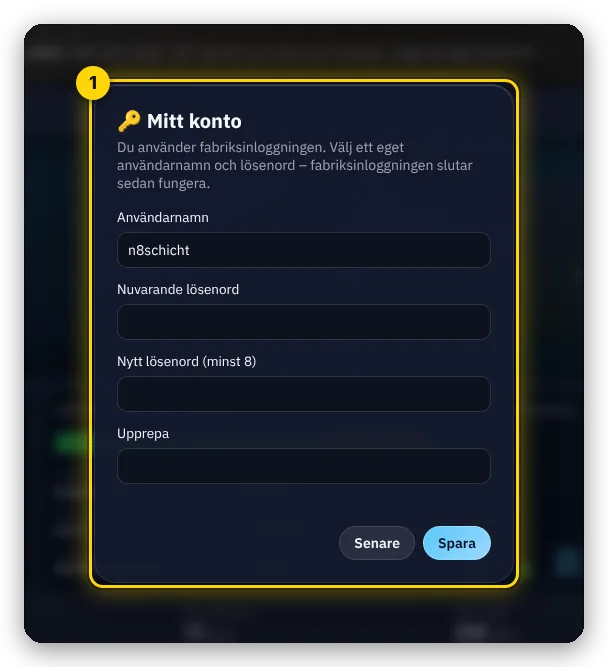 1
🔑 Mitt konto
Du använder fabriksinloggningen. Välj ett eget
användarnamn och lösenord – fabriksinloggningen slutar
sedan fungera.
Användarnamn
n8schicht
Nuvarande lösenord
Nytt lösenord (minst 8)
Upprepa
Senare
Spara